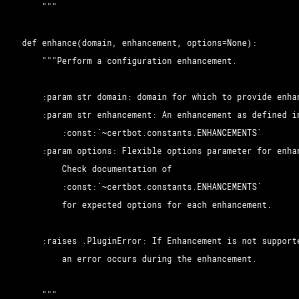 """
def enhance(domain, enhancement, options=None):
"""Perform a configuration enhancement.
:param str domain: domain for which to provide
:param str enhancement: An enhancement as defined
:const:`~certbot.constants.ENHANCEMENTS`
:param options: Flexible options parameter for
Check documentation of
:const:`~certbot.constants.ENHANCEMENTS`
for expected options for each enhancement.
:raises .PluginError: If Enhancement is not
an error occurs during the enhancement.
"""